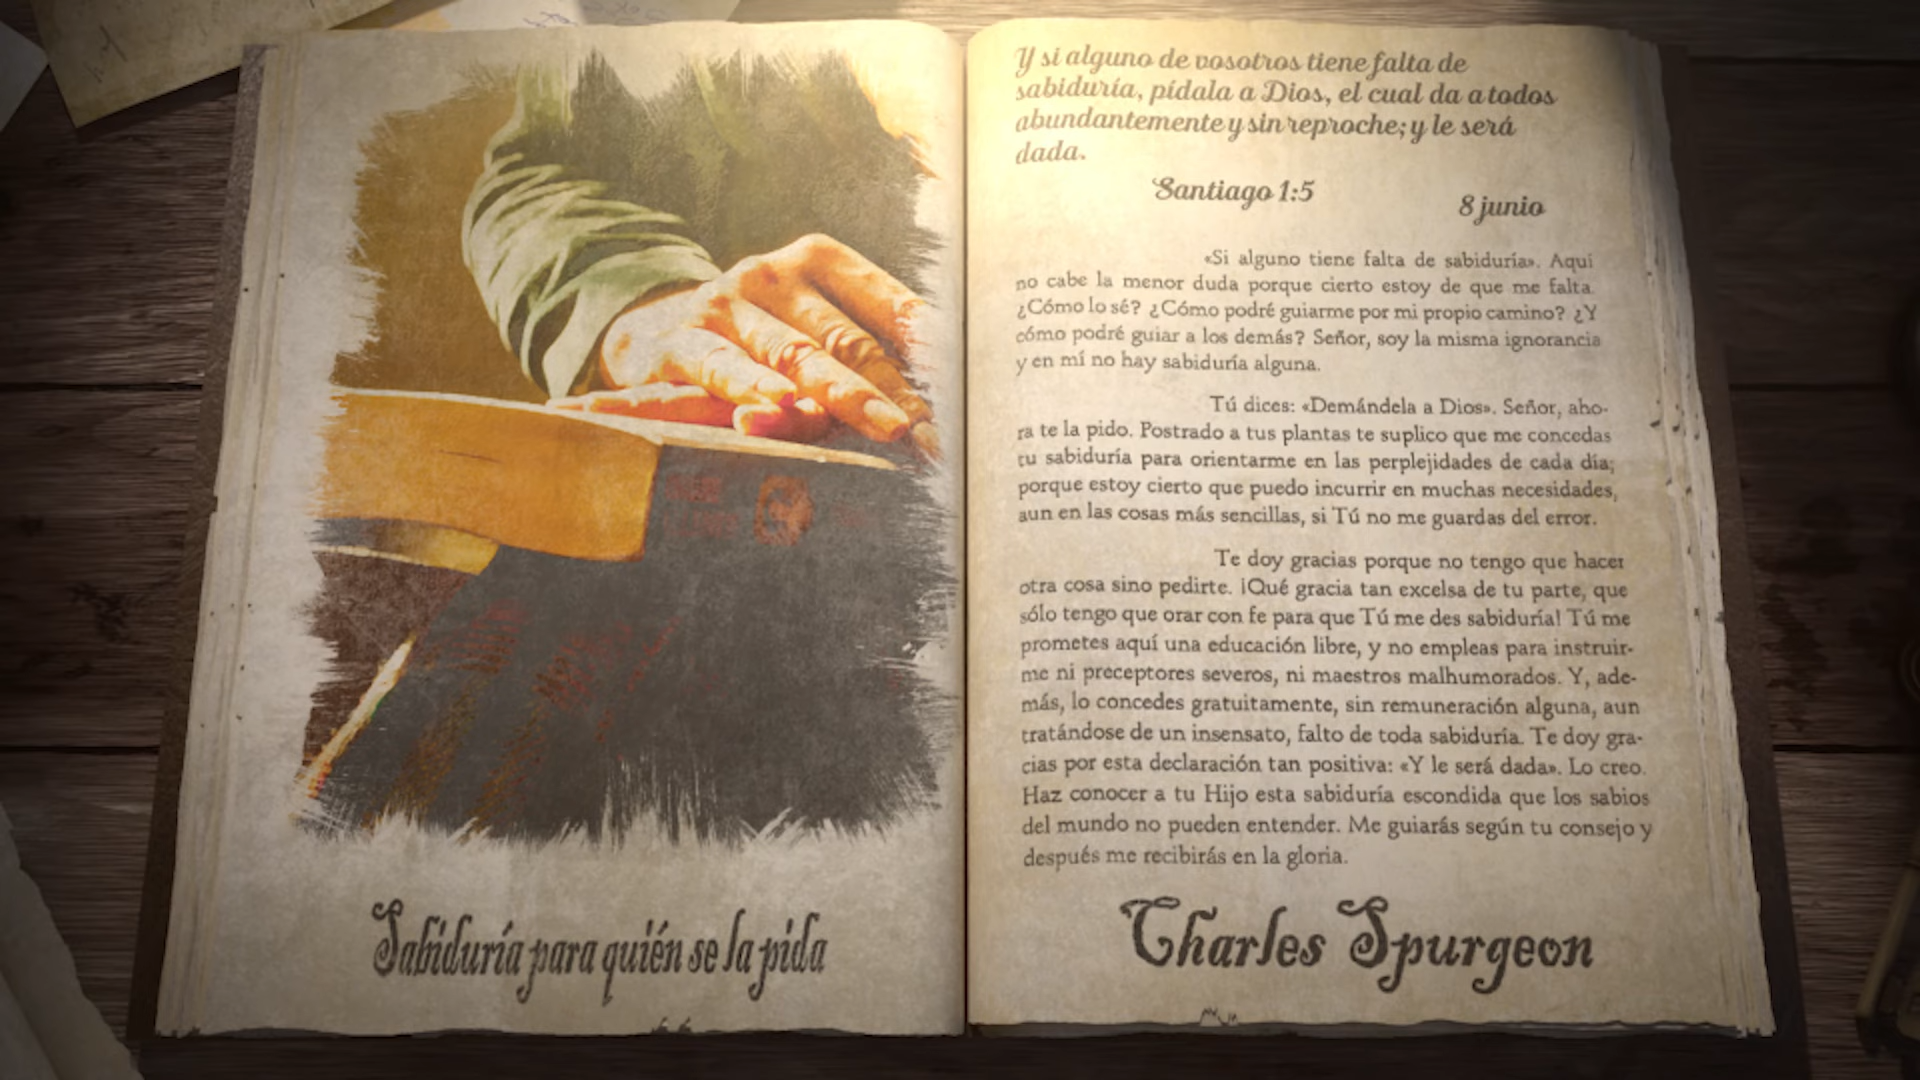 Sabiduría para quién se la pida
Y si alguno de vosotros tiene falta de
sabiduría, pídala a Dios, el cual da a todos
abundantemente y sin reproche; y le será
dada.
Santiago 1:5
8 junio
«Si alguno tiene falta de sabiduría». Aquí
no cabe la menor duda porque cierto estoy de que me falta.
¿Cómo lo sé? ¿Cómo podré guiarme por mi propio camino? ¿Y
cómo podré guiar a los demás? Señor, soy la misma ignorancia
y en mí no hay sabiduría alguna.
Tú dices: «Demándela a Dios». Señor, aho-
ra te la pido. Postrado a tus plantas te suplico que me concedas
tu sabiduría para orientarme en las perplejidades de cada día;
porque estoy cierto que puedo incurrir en muchas necesidades,
aun en las cosas más sencillas, si Tú no me guardas del error.
Te doy gracias porque no tengo que hacer
otra cosa sino pedirte. ¡Qué gracia tan excelsa de tu parte, que
sólo tengo que orar con fe para que Tú me des sabiduría! Tú me
prometes aquí una educación libre, y no empleas para instruir-
me ni preceptores severos, ni maestros malhumorados. Y, ade-
más, lo concedes gratuitamente, sin remuneración alguna, aun
tratándose de un insensato, falto de toda sabiduría. Te doy gra-
cias por esta declaración tan positiva: «Y le será dada». Lo creo.
Haz conocer a tu Hijo esta sabiduría escondida que los sabios
del mundo no pueden entender. Me guiarás según tu consejo y
después me recibirás en la gloria.
Charles Spurgeon